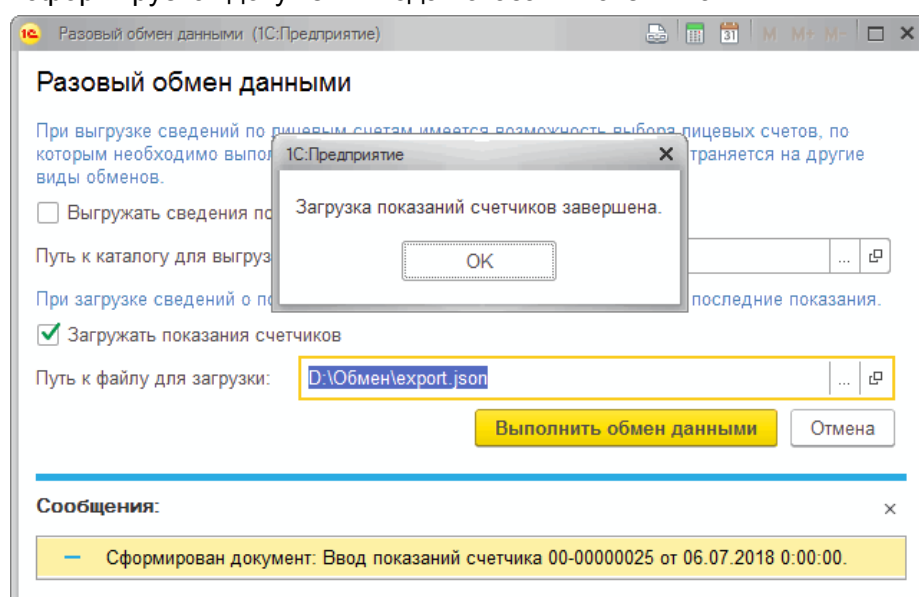 Разовый обмен данными (1С:Предприятие)
31 M M+ M-
Разовый обмен данными
При выгрузке сведений по лицевым счетам имеется возможность выбора лицевых счетов, по
которым необходимо выпол траняется на другие
виды обменов.
1С:Предприятие
Загрузка показаний счетчиков завершена.
OK
Выгружать сведения по
Путь к каталогу для выгруз ...
При загрузке сведений о по последние показания.
Загружать показания счетчиков
Путь к файлу для загрузки: D:\Обмен\export.json ...
Выполнить обмен данными Отмена
Сообщения:
Сформирован документ: Ввод показаний счетчика 00-00000025 от 06.07.2018 0:00:00.